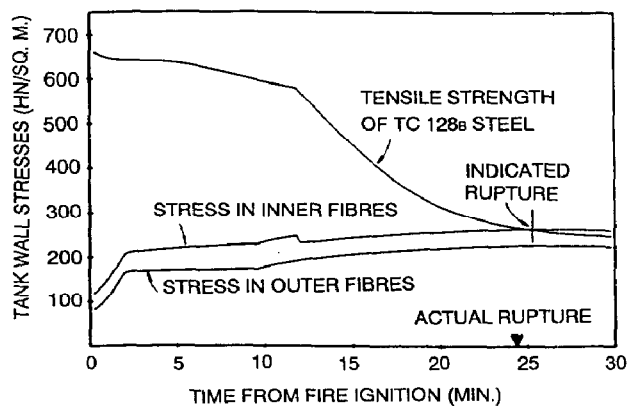 TANK WALL STRESSES (HN/SQ. M.)
700
600
500
400
300
200
100
TENSILE STRENGTH
OF TC 128B STEEL
INDICATED
RUPTURE
STRESS IN INNER FIBRES
STRESS IN OUTER FIBRES
ACTUAL RUPTURE
0
5
10
15
20
25
30
TIME FROM FIRE IGNITION (MIN.)